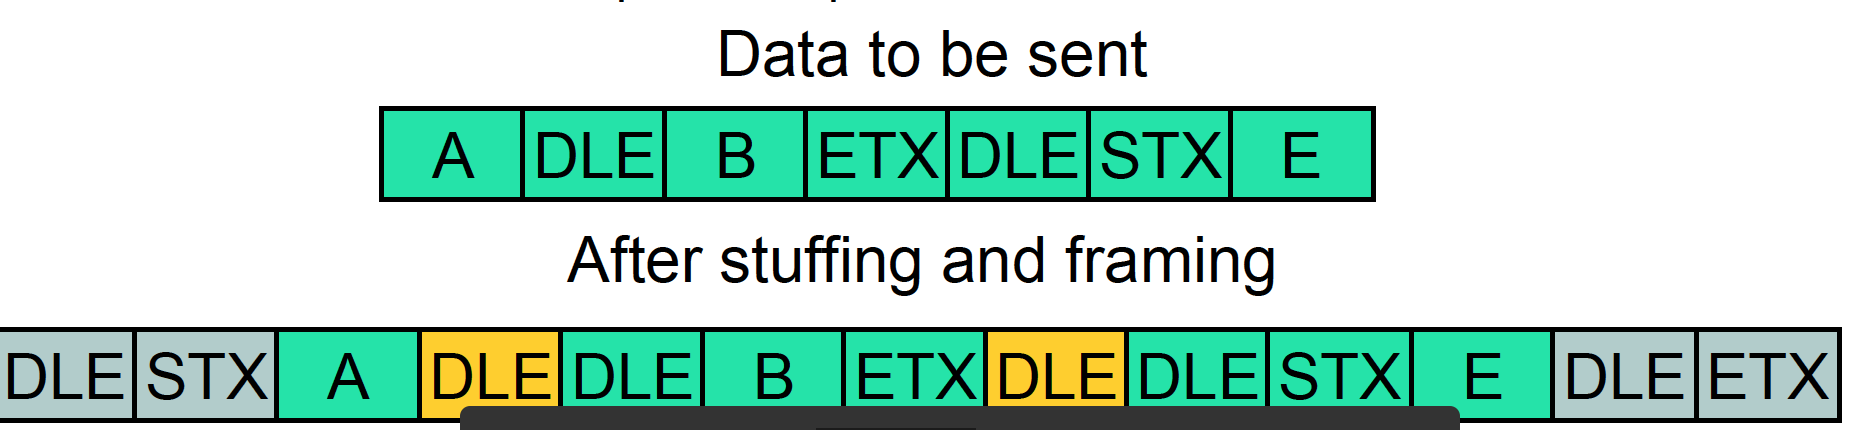 Data to be sent
A DLE B ETX DLE STX E
After stuffing and framing
DLE STX A DLE DLE B ETX DLE DLE STX E DLE ETX